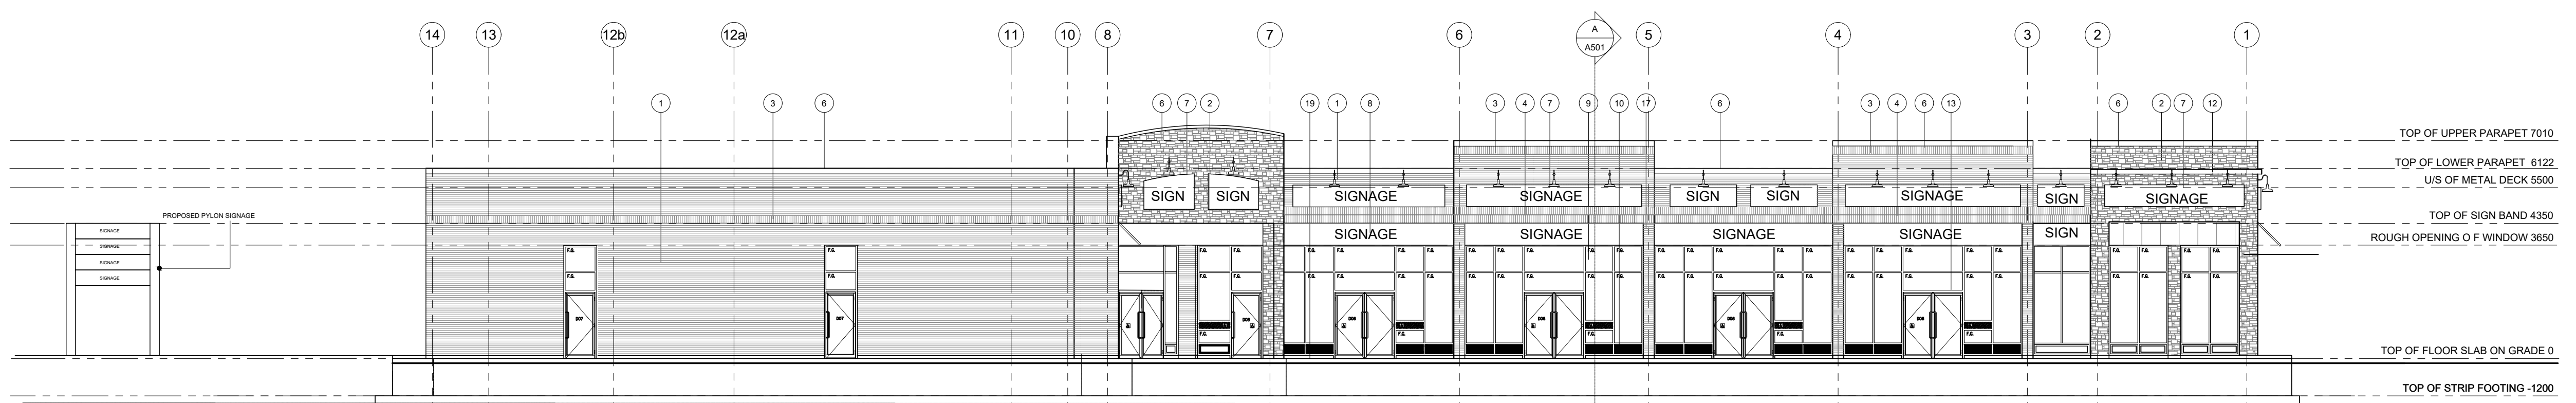 14 13 12b 12a 11 10 8 7 6 A 5 4 3 2 1
A501
1 3 6 6 7 2 19 1 8 3 4 7 9 10 17 6 3 4 6 13 6 2 7 12
TOP OF UPPER PARAPET 7010
TOP OF LOWER PARAPET 6122
U/S OF METAL DECK 5500
SIGN SIGN SIGNAGE SIGNAGE SIGN SIGN SIGNAGE SIGN SIGNAGE
PROPOSED PYLON SIGNAGE
TOP OF SIGN BAND 4350
SIGNAGE
SIGNAGE SIGNAGE SIGNAGE SIGNAGE SIGN
ROUGH OPENING O F WINDOW 3650
SIGNAGE
F.G. F.G. F.G. F.G. F.G. F.G. F.G. F.G. F.G. F.G. F.G. F.G. F.G. F.G. F.G. F.G. F.G. F.G. F.G. F.G.
SIGNAGE
F.G. F.G. F.G. F.G. F.G. F.G. F.G. F.G. F.G. F.G. F.G. F.G. F.G. F.G. F.G. F.G. F.G. F.G. F.G. F.G.
SIGNAGE
D07 D07
F.G. F.G. F.G. F.G. F.G.
TOP OF FLOOR SLAB ON GRADE 0
TOP OF STRIP FOOTING -1200